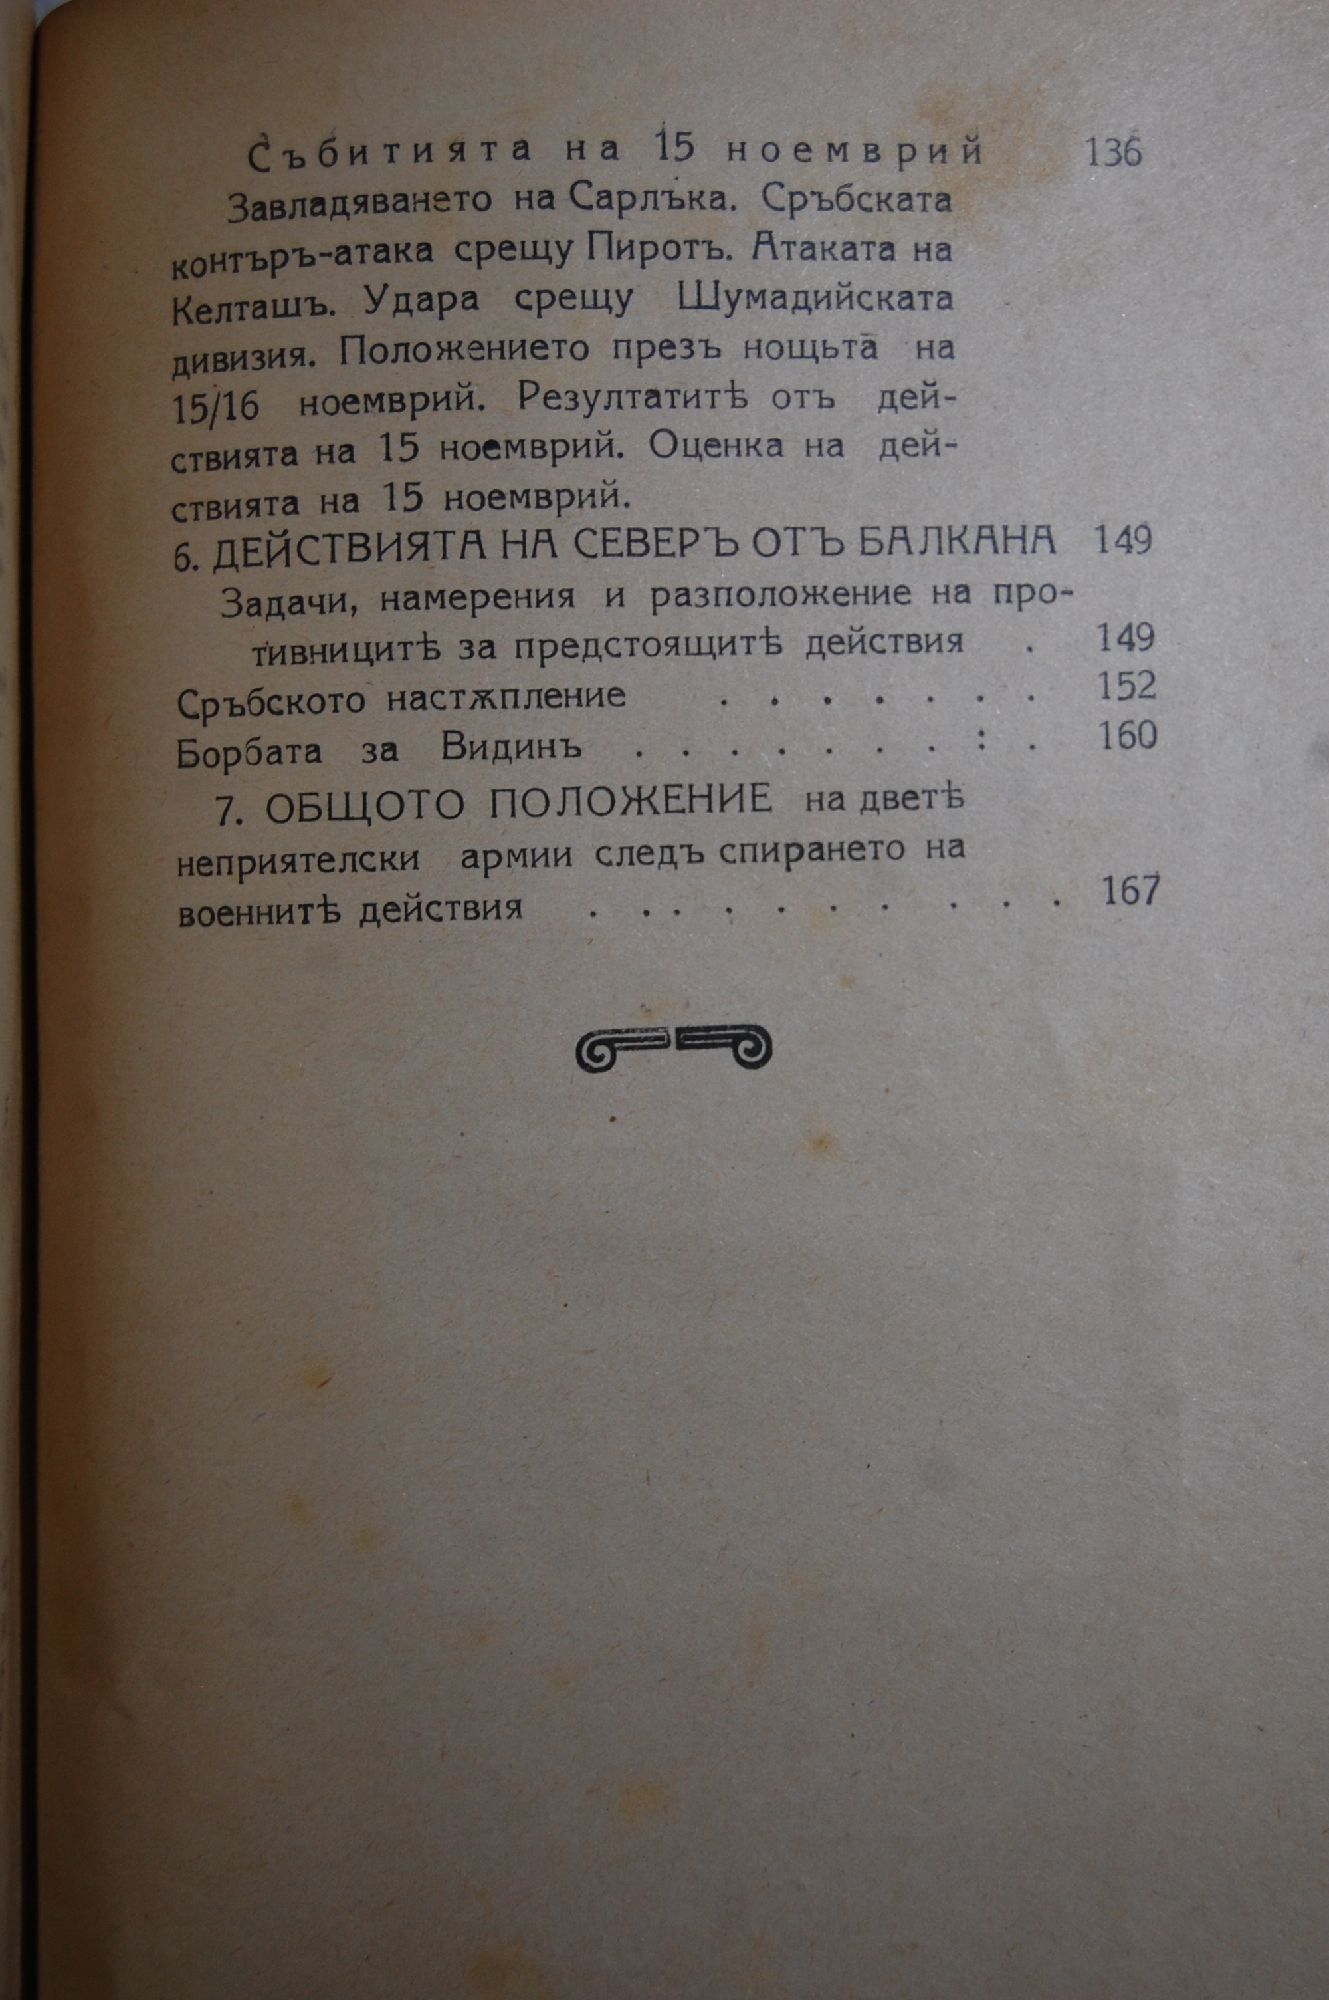 Събитията на 15 ноемврий 136
Завладяването на Сарлъка. Сръбската
контъръ-атака срещу Пиротъ. Атаката на
Келташъ. Удара срещу Шумадийската
дивизия. Положението презъ нощьта на
15/16 ноемврий. Резултатитѣ отъ дей-
ствията на 15 ноемврий. Оценка на дей-
ствията на 15 ноемврий.
6. ДЕЙСТВИЯТА НА СЕВЕРЪ ОТЪ БАЛКАНА 149
Задачи, намерения и разположение на про-
тивницитѣ за предстоящитѣ действия . 149
Сръбското настѫпление . . . . . . . 152
Борбата за Видинъ . . . . . . . : . 160
7. ОБЩОТО ПОЛОЖЕНИЕ на дветѣ
неприятелски армии следъ спирането на
военнитѣ действия . . . . . . . . . . . 167